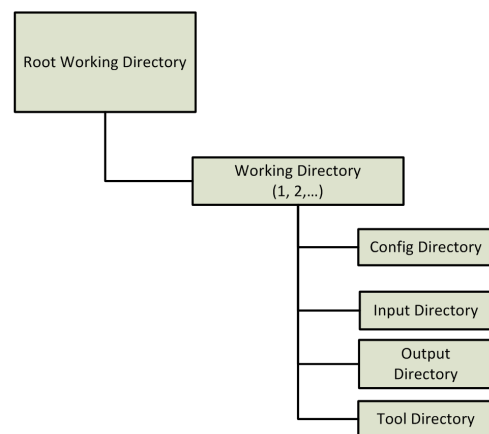 Root Working Directory
Working Directory
(1, 2,...)
Config Directory
Input Directory
Output
Directory
Tool Directory